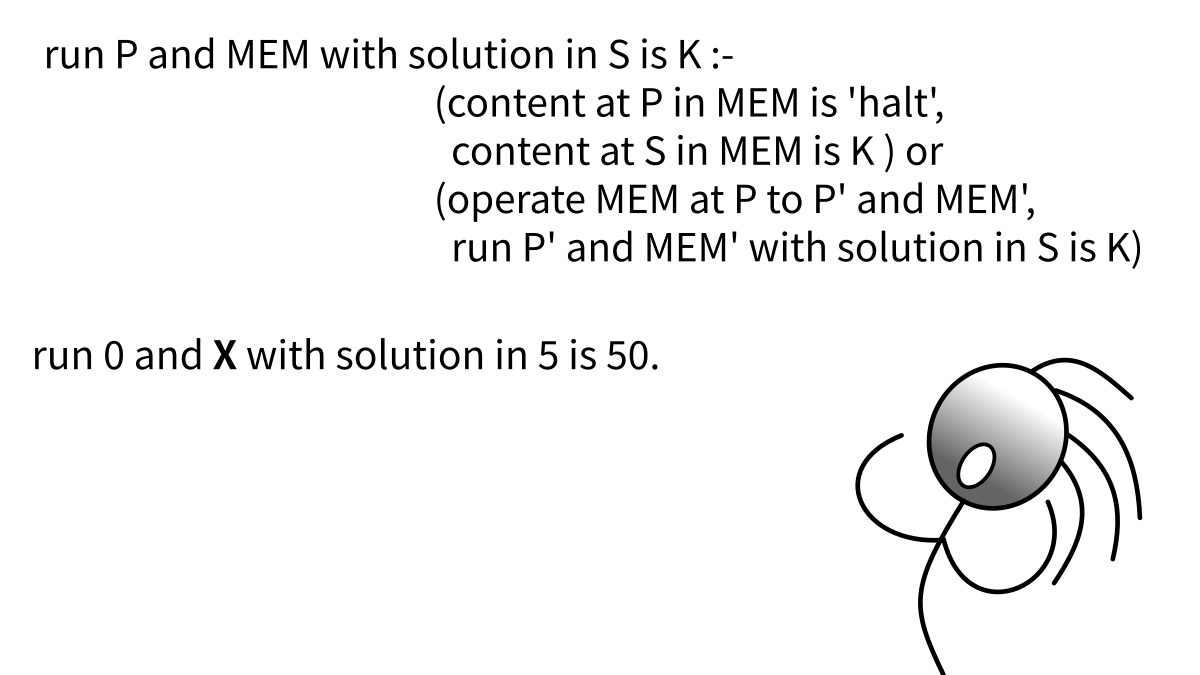 run P and MEM with solution in S is K :-
(content at P in MEM is 'halt',
content at S in MEM is K ) or
(operate MEM at P to P' and MEM',
run P' and MEM' with solution in S is K)
run 0 and X with solution in 5 is 50.